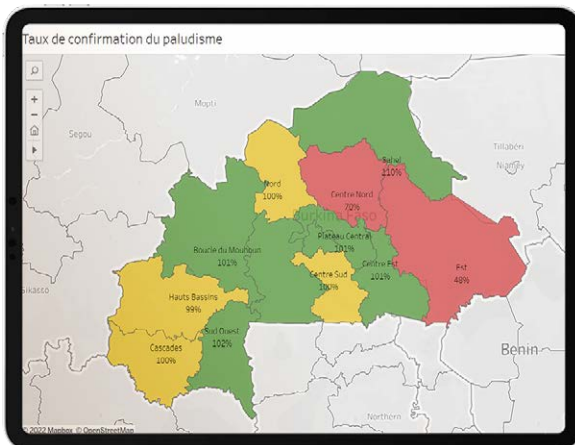 Taux de confirmation du paludisme
Mopti
Segou
Tillabéri
Niamey
Sahel
110%
Nord
100%
Centre Nord
70%
Burkina Faso
Plateau Central
101%
Boucle du Mouhoun
101%
Centre Est
101%
Centre Sud
100%
Est
48%
Sikasso
Hauts Bassins
99%
Sud Ouest
102%
Cascades
100%
Benin
Northern
© 2022 Mapbox © OpenStreetMap